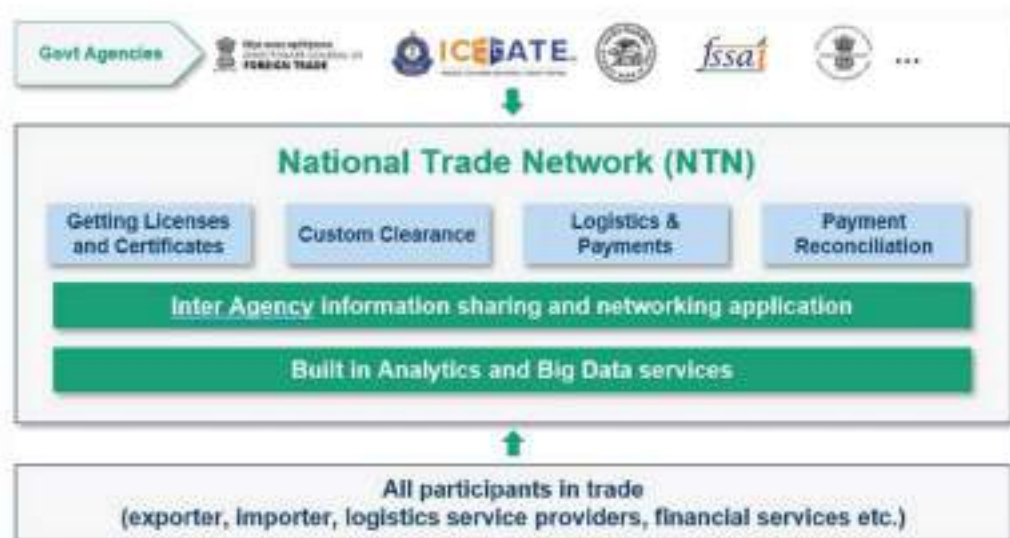 Govt Agencies
FOREIGN TRADE
ICEGATE
fssai
...
National Trade Network (NTN)
Getting Licenses
and Certificates
Custom Clearance
Logistics &
Payments
Payment
Reconciliation
Inter Agency information sharing and networking application
Built in Analytics and Big Data services
All participants in trade
(exporter, importer, logistics service providers, financial services etc.)